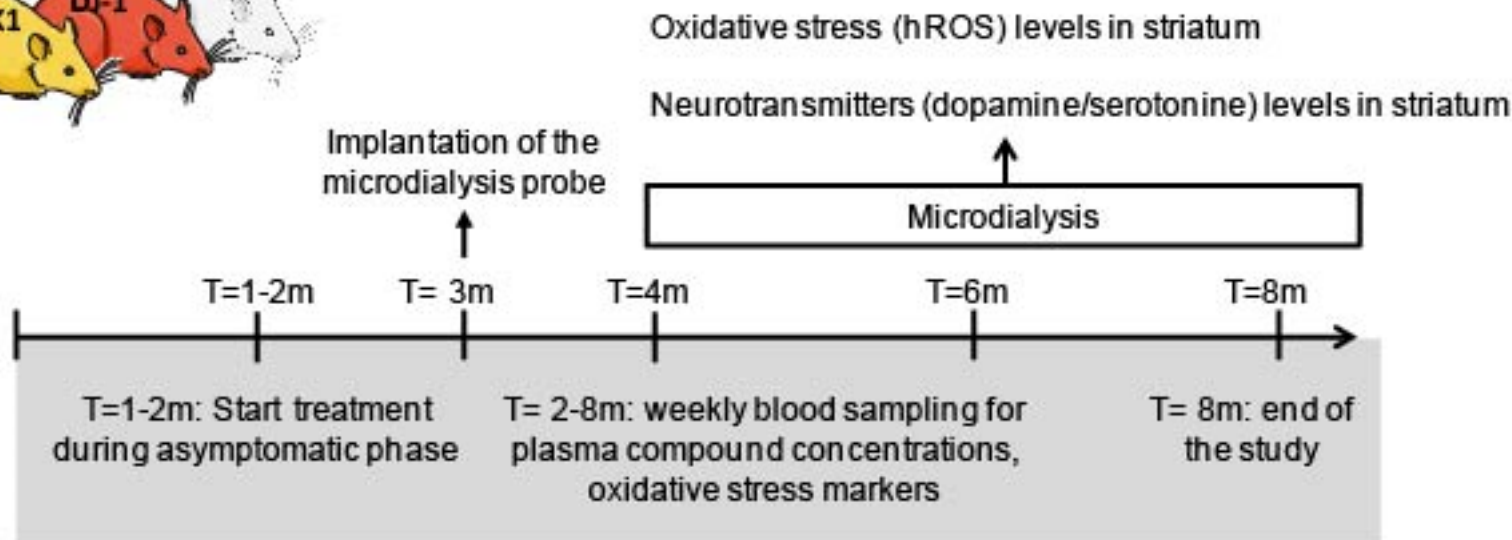 DJ-1
Oxidative stress (hROS) levels in striatum
Neurotransmitters (dopamine/serotonine) levels in striatum
Implantation of the
microdialysis probe
Microdialysis
T=1-2m
T= 3m
T=4m
T=6m
T=8m
T=1-2m: Start treatment
during asymptomatic phase
T= 2-8m: weekly blood sampling for
plasma compound concentrations,
oxidative stress markers
T= 8m: end of
the study